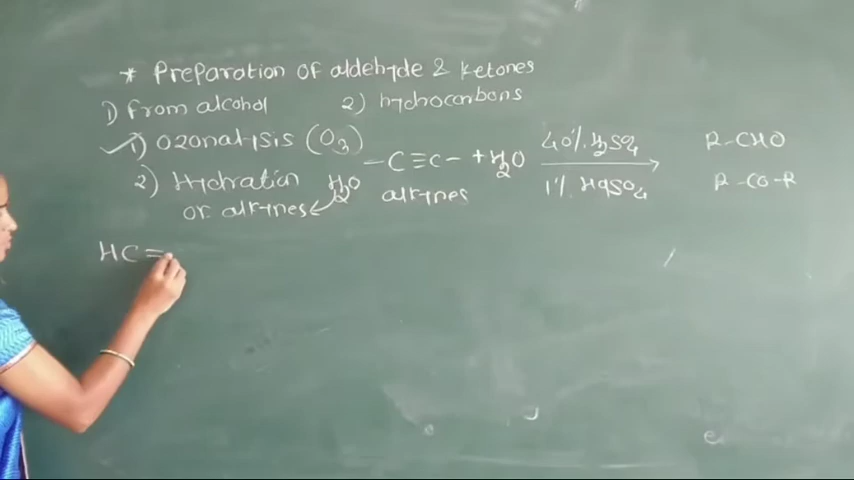 * Preparation of aldehyde & ketones
1) from alcohol 2) hydrocarbons
1) Ozonalysis (O3)
-C≡C- + H2O 40% H2SO4 R-CHO
2) Hydration H2O alkynes 1% HgSO4 R-CO-R
or alkynes
HC=